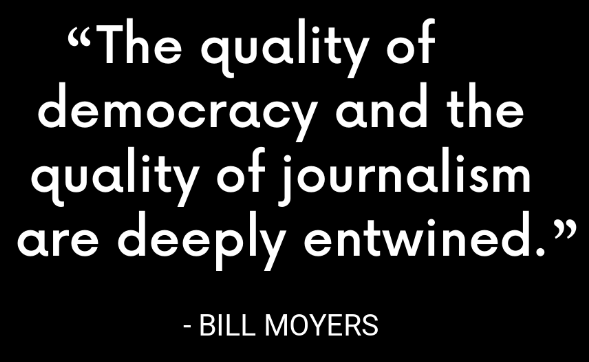 “The quality of
democracy and the
quality of journalism
are deeply entwined.”
- BILL MOYERS